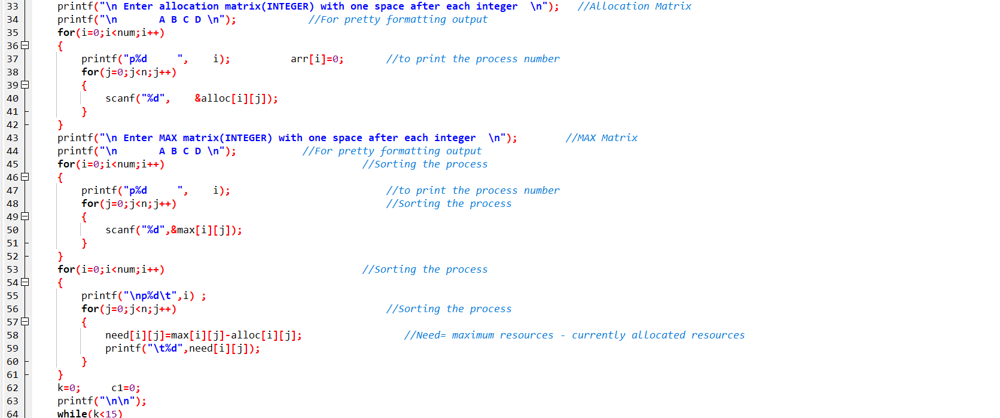 33 printf("\n Enter allocation matrix(INTEGER) with one space after each integer  \n");   //Allocation Matrix
34 printf("\n       A B C D \n");            //For pretty formatting output
35 for(i=0;i<num;i++)
36 {
37     printf("p%d     ",    i);          arr[i]=0;       //to print the process number
38     for(j=0;j<n;j++)
39     {
40         scanf("%d",    &alloc[i][j]);
41     }
42 }
43 printf("\n Enter MAX matrix(INTEGER) with one space after each integer  \n");        //MAX Matrix
44 printf("\n       A B C D \n");           //For pretty formatting output
45 for(i=0;i<num;i++)                                 //Sorting the process
46 {
47     printf("p%d     ",    i);                          //to print the process number
48     for(j=0;j<n;j++)                                   //Sorting the process
49     {
50         scanf("%d",&max[i][j]);
51     }
52 }
53 for(i=0;i<num;i++)                                 //Sorting the process
54 {
55     printf("\np%d\t",i) ;
56     for(j=0;j<n;j++)                                   //Sorting the process
57     {
58         need[i][j]=max[i][j]-alloc[i][j];                 //Need= maximum resources - currently allocated resources
59         printf("\t%d",need[i][j]);
60     }
61 }
62 k=0;     c1=0;
63 printf("\n\n");
64 while(k<15)